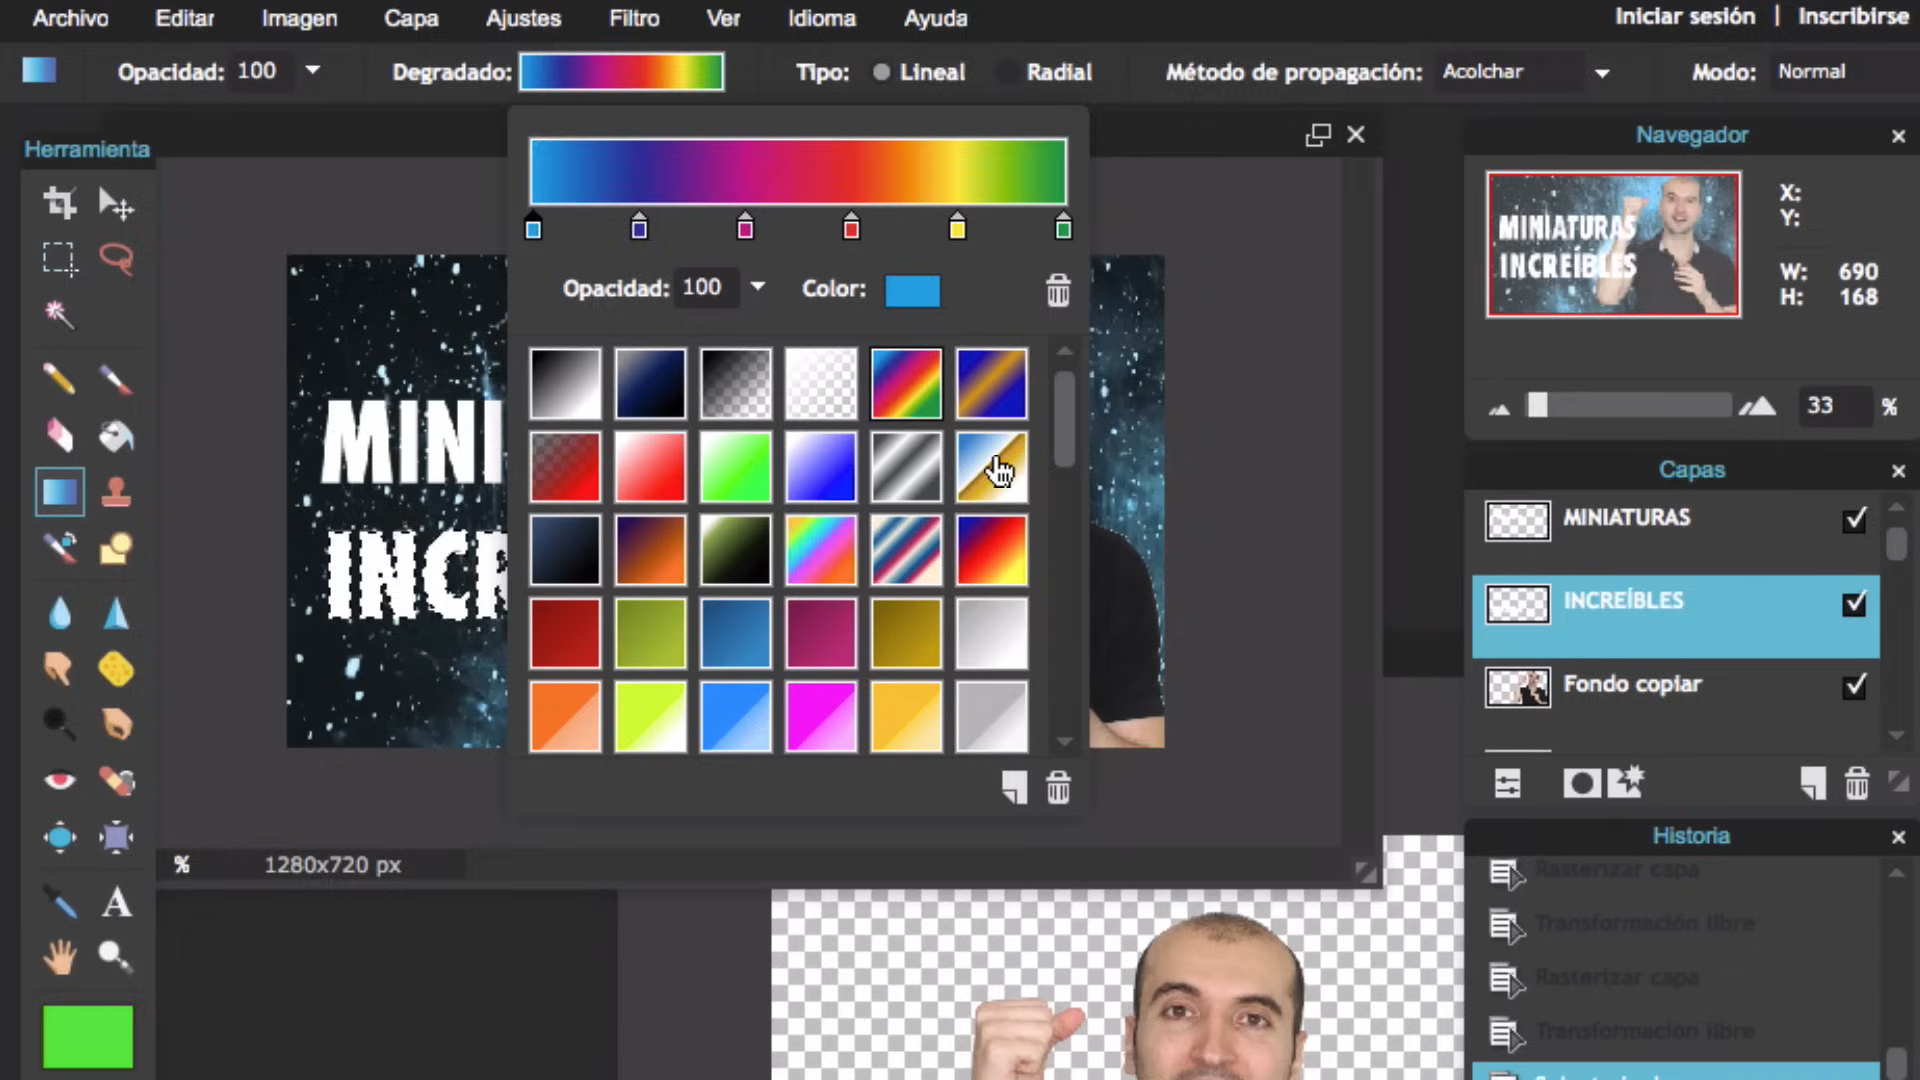 Archivo Editar Imagen Capa Ajustes Filtro Ver Idioma Ayuda Iniciar sesión | Inscribirse
Opacidad: 100 Degradado: Tipo: Lineal Radial Método de propagación: Acolchar Modo: Normal
Herramienta
Opacidad: 100 Color:
MINI
INCR
% 1280x720 px
Navegador
MINIATURAS
INCREÍBLES
X:
Y:
W: 690
H: 168
33 %
Capas
MINIATURAS
INCREÍBLES
Fondo copiar
Historia
Rasterizar capa
Transformación libre
Rasterizar capa
Transformación libre